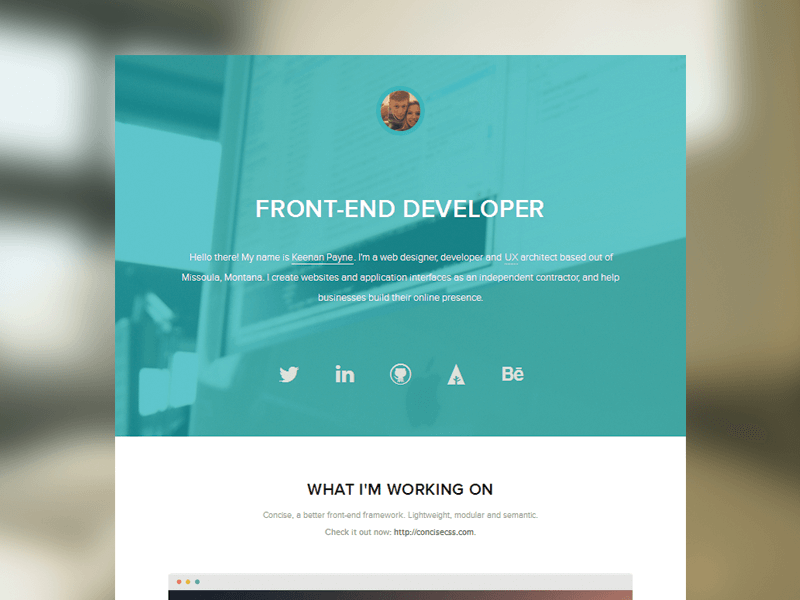 FRONT-END DEVELOPER
Hello there! My name is Keenan Payne. I'm a web designer, developer and UX architect based out of
Missoula, Montana. I create websites and application interfaces as an independent contractor, and help
businesses build their online presence.
in
Bē
WHAT I'M WORKING ON
Concise, a better front-end framework. Lightweight, modular and semantic.
Check it out now: http://concisecss.com.